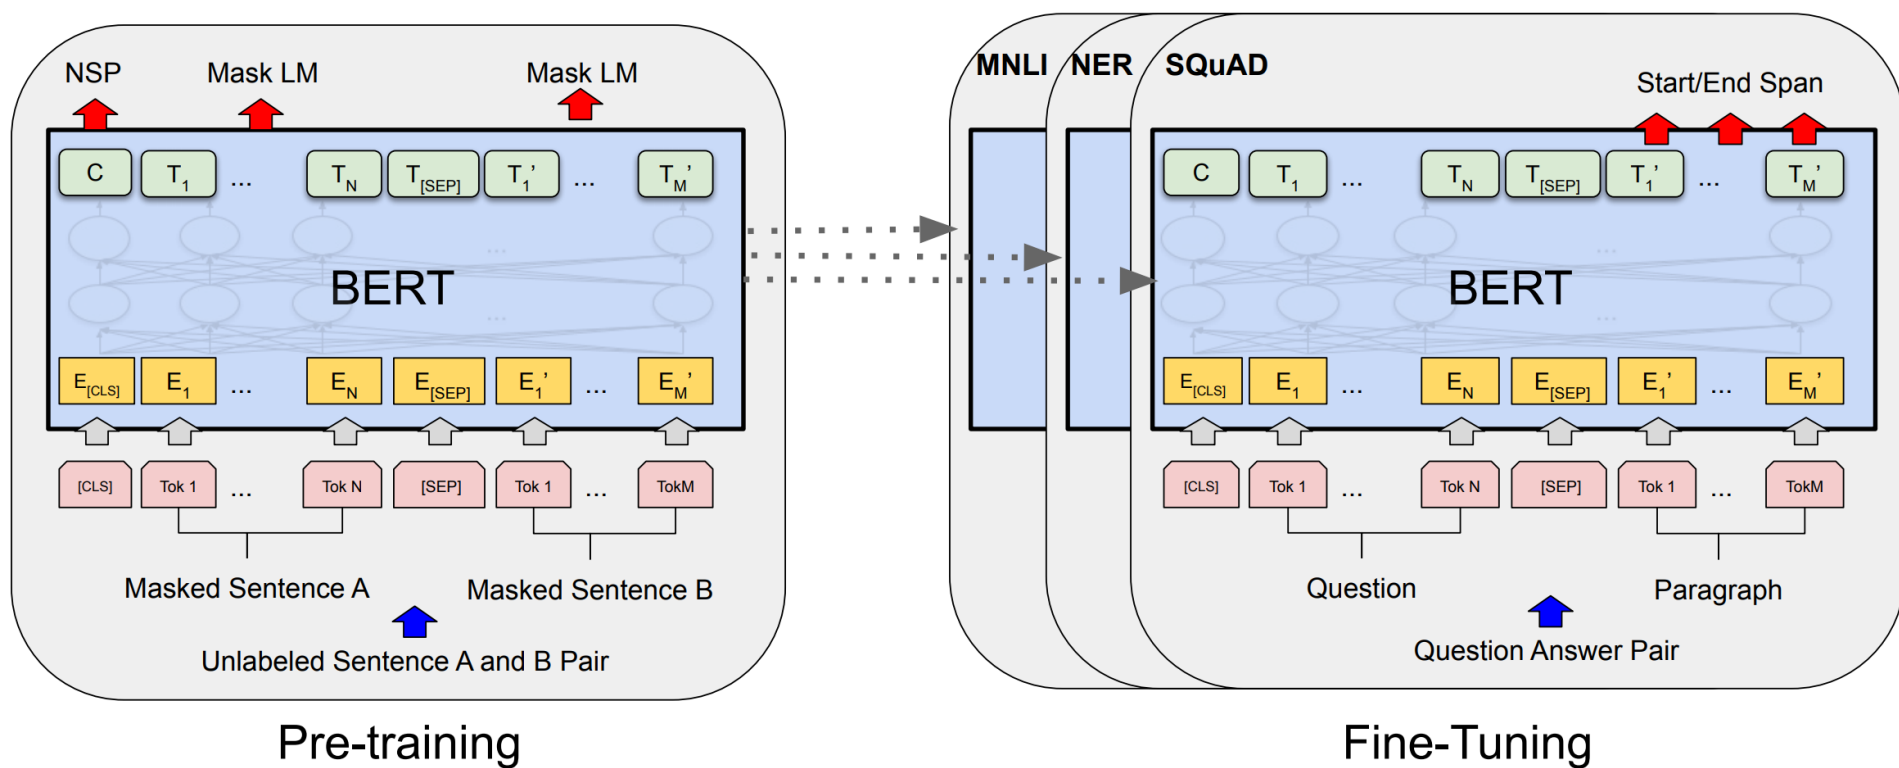 NSP Mask LM Mask LM
C T1 ... TN T[SEP] T1' ... TM'
...
BERT
...
E[CLS] E1 ... EN E[SEP] E1' ... EM'
[CLS] Tok 1 ... Tok N [SEP] Tok 1 ... TokM
Masked Sentence A Masked Sentence B
Unlabeled Sentence A and B Pair
Pre-training
MNLI NER SQuAD
Start/End Span
C T1 ... TN T[SEP] T1' ... TM'
...
BERT
...
E[CLS] E1 ... EN E[SEP] E1' ... EM'
[CLS] Tok 1 ... Tok N [SEP] Tok 1 ... TokM
Question Paragraph
Question Answer Pair
Fine-Tuning